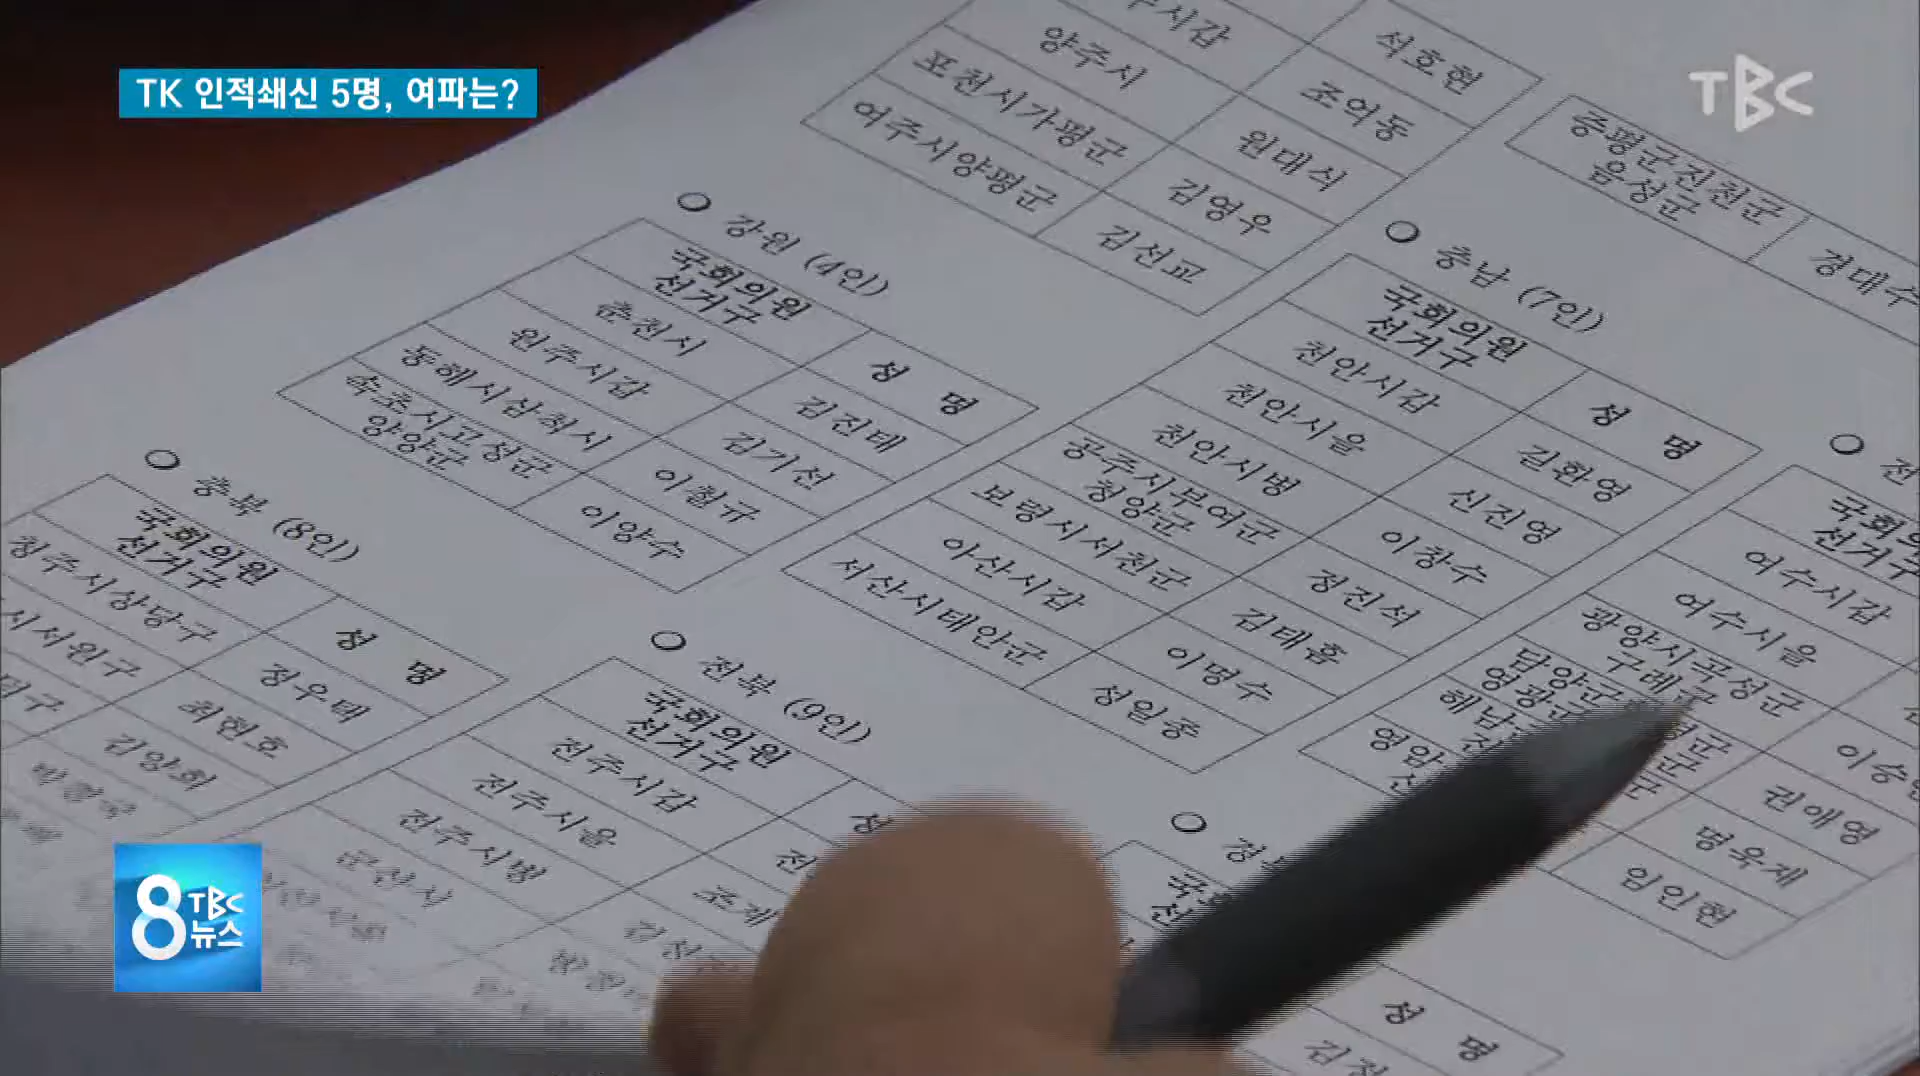 TK 인적쇄신 5명, 여파는?
TBC
석호현
양주시
조억동
포천시가평군
원대식
여주시양평군
김영우
김선교
증평군진천군
음성군
경대수
강원 (4인)
국회의원
선거구
성 명
춘천시
김진태
원주시갑
김기선
동해시삼척시
이철규
속초시고성군
양양군
이양수
충남 (7인)
국회의원
선거구
성 명
천안시갑
길환영
천안시을
신진영
천안시병
이창수
공주시부여군
청양군
정진석
보령시서천군
김태흠
아산시갑
이명수
서산시태안군
성일종
충북 (8인)
국회의원
선거구
성 명
청주시상당구
정우택
시서원구
최현호
덕구
김양희
전북 (9인)
국회의원
선거구
전주시갑
전주시을
전주시병
군산시
여수시갑
여수시을
광양시곡성군
구례군
이승
권애영
명욱재
임인현
성 명
8 TBC
뉴스